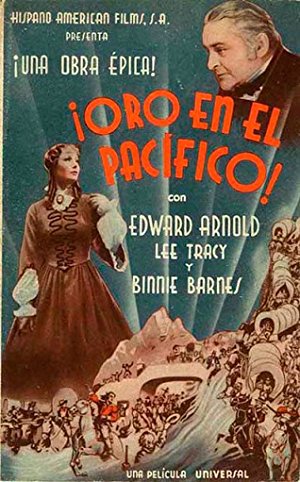 HISPANO AMERICAN FILMS, S.A.
PRESENTA
¡UNA OBRA ÉPICA!
¡ORO EN EL
PACÍFICO!
CON
EDWARD ARNOLD
LEE TRACY
Y
BINNIE BARNES
UNA PELÍCULA UNIVERSAL